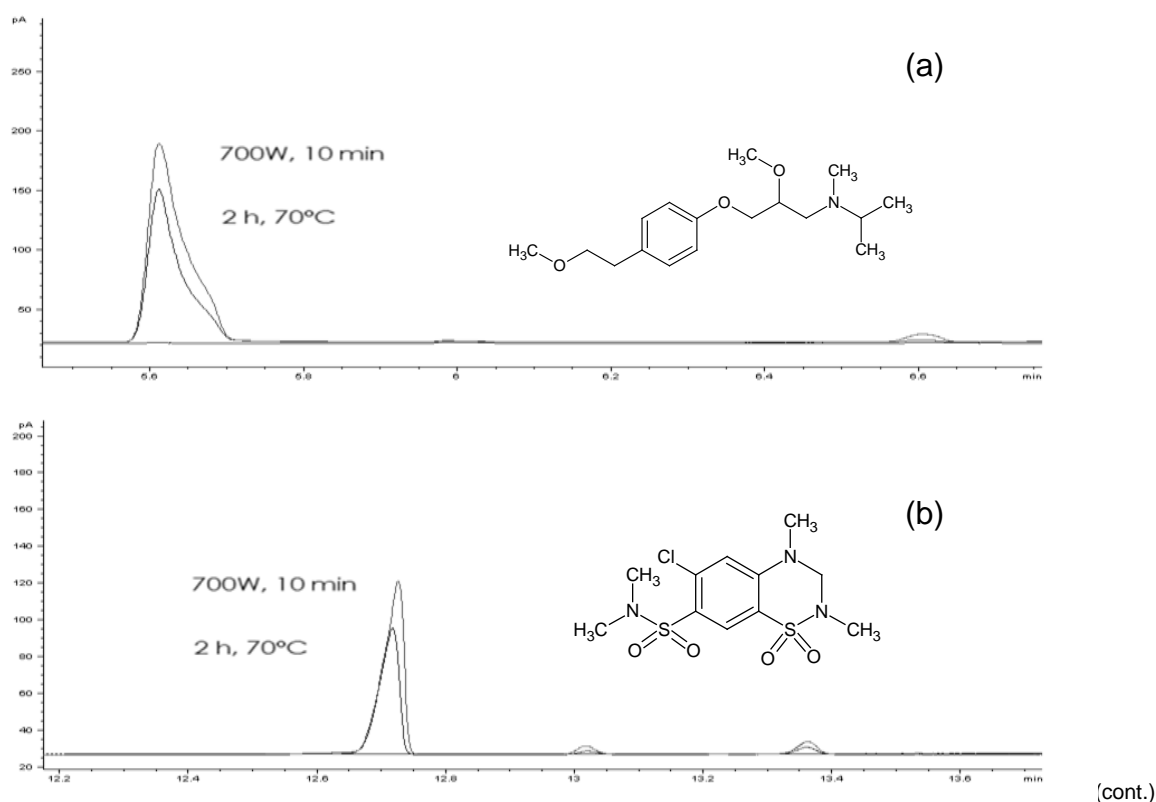 pA
(a)
250
200
700W, 10 min
150
2 h, 70ºC
100
50
H3C
O
CH3
O
N
CH3
CH3
H3C
O
5.6
5.8
6
6.2
6.4
6.6
min
pA
200
180
160
140
120
100
80
60
40
20
(b)
700W, 10 min
2 h, 70ºC
CH3
Cl
N
CH3
N
N
H3C
S
S
CH3
O
O
O
O
12.2
12.4
12.6
12.8
13
13.2
13.4
13.6
min
(cont.)